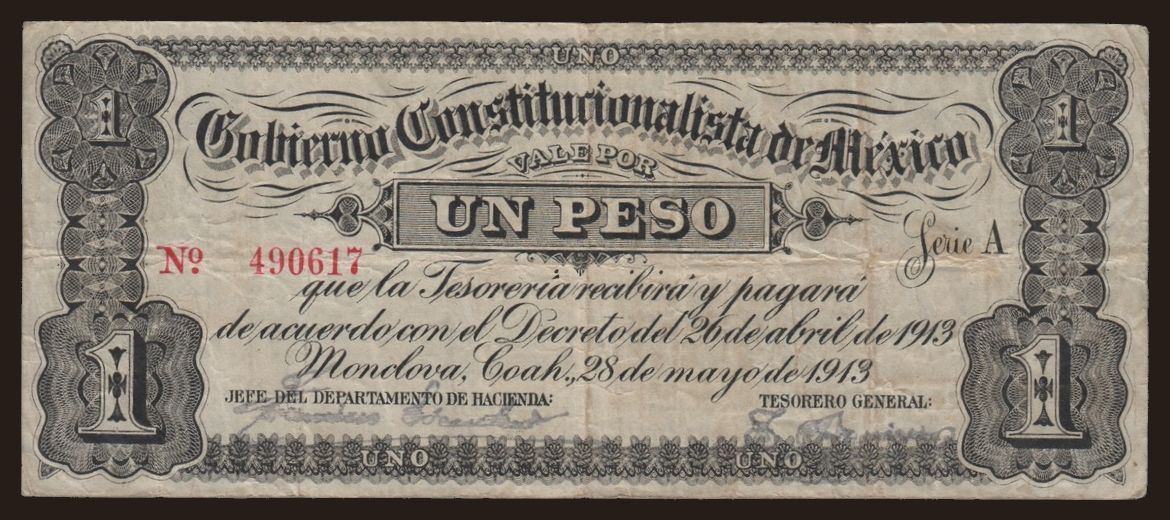 UNO
1 1
Gobierno Constitucionalista de México
VALE POR
UN PESO
Serie A
Nº 490617
que la Tesorería recibirá y pagará
de acuerdo con el Decreto del 26 de abril de 1913
Monclova, Coah., 28 de mayo de 1913
JEFE DEL DEPARTAMENTO DE HACIENDA: TESORERO GENERAL:
1 1
UNO UNO